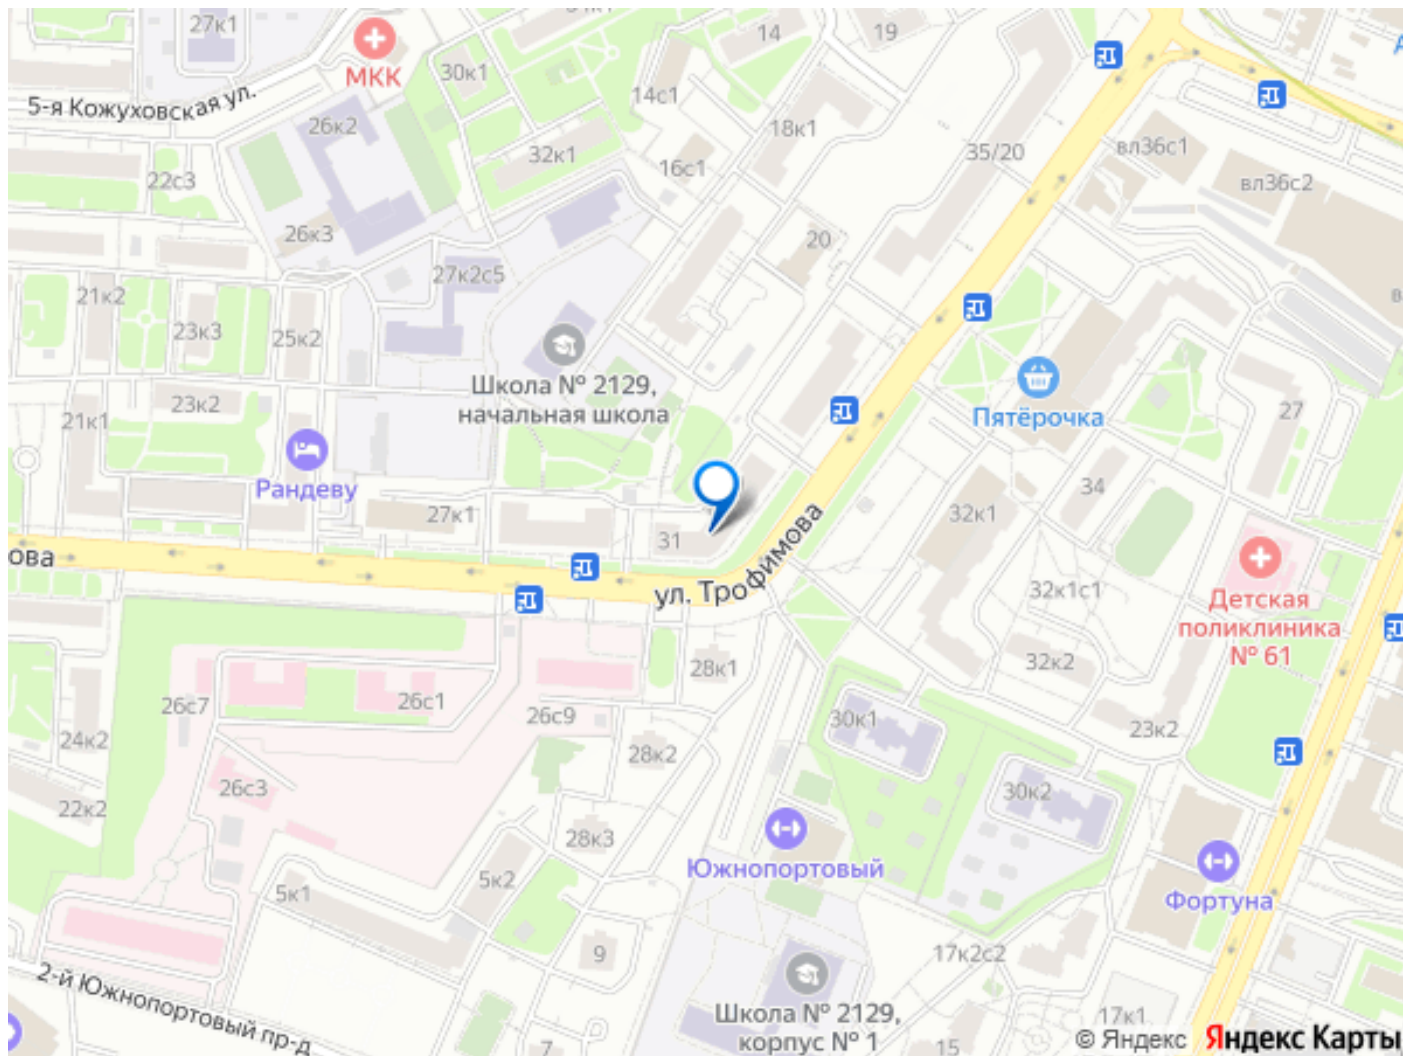 27к1
МКК
5-я Кожуховская ул.
30к1
14
19
14с1
26к2
18к1
35/20
вл36с1
вл36с2
32к1
16с1
22с3
26к3
20
27к2с5
21к2
23к3
25к2
Школа № 2129,
начальная школа
23к2
21к1
Пятёрочка
27
Рандеву
27к1
31
34
32к1
ова
ул. Трофимова
32к1с1
Детская
поликлиника
№ 61
28к1
32к2
26с7
26с1
26с9
30к1
23к2
24к2
28к2
26с3
30к2
22к2
28к3
Южнопортовый
5к1
5к2
Фортуна
9
17к2с2
2-й Южнопортовый пр-д
Школа № 2129,
корпус № 1
7
15
17к1
© Яндекс Яндекс Карты